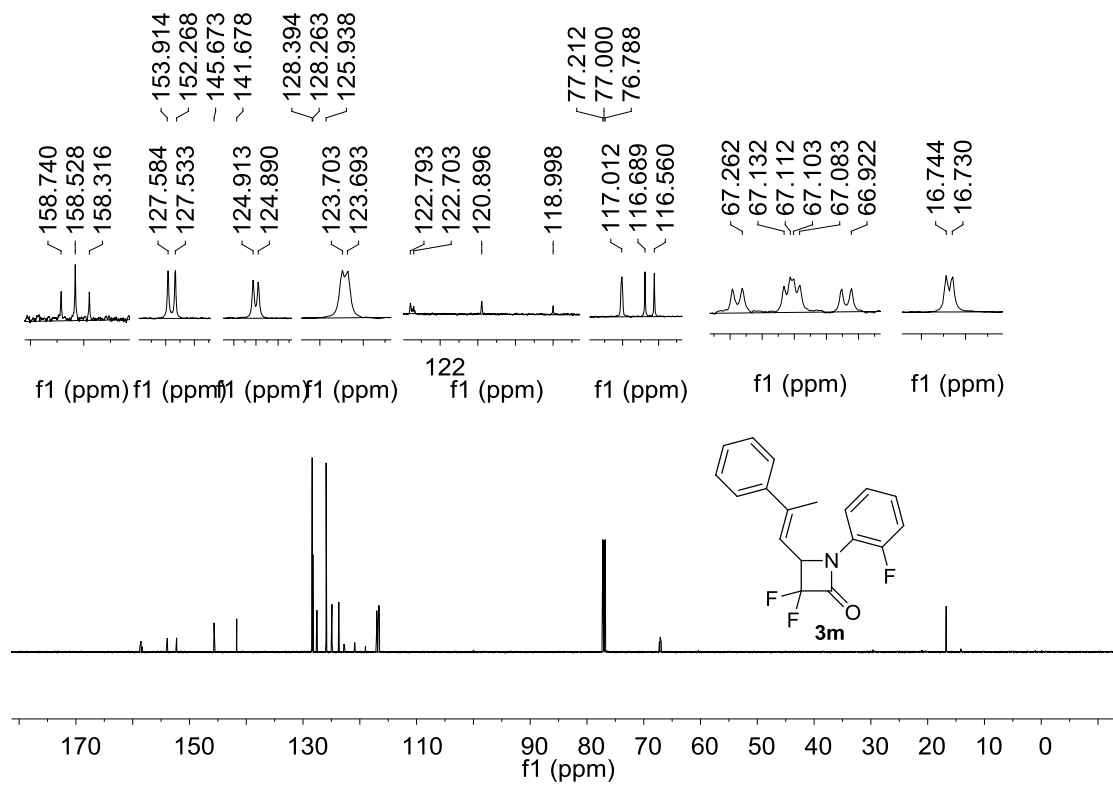 153.914
152.268
145.673
141.678
128.394
128.263
125.938
77.212
77.000
76.788
158.740
158.528
158.316
127.584
127.533
124.913
124.890
123.703
123.693
122.793
122.703
120.896
118.998
117.012
116.689
116.560
67.262
67.132
67.112
67.103
67.083
66.922
16.744
16.730
122
f1 (ppm)
f1 (ppm)
f1 (ppm)
f1 (ppm)
f1 (ppm)
f1 (ppm)
f1 (ppm)
f1 (ppm)
N
F
F
O
F
3m
170 150 130 110 90 80 70 60 50 40 30 20 10 0
f1 (ppm)